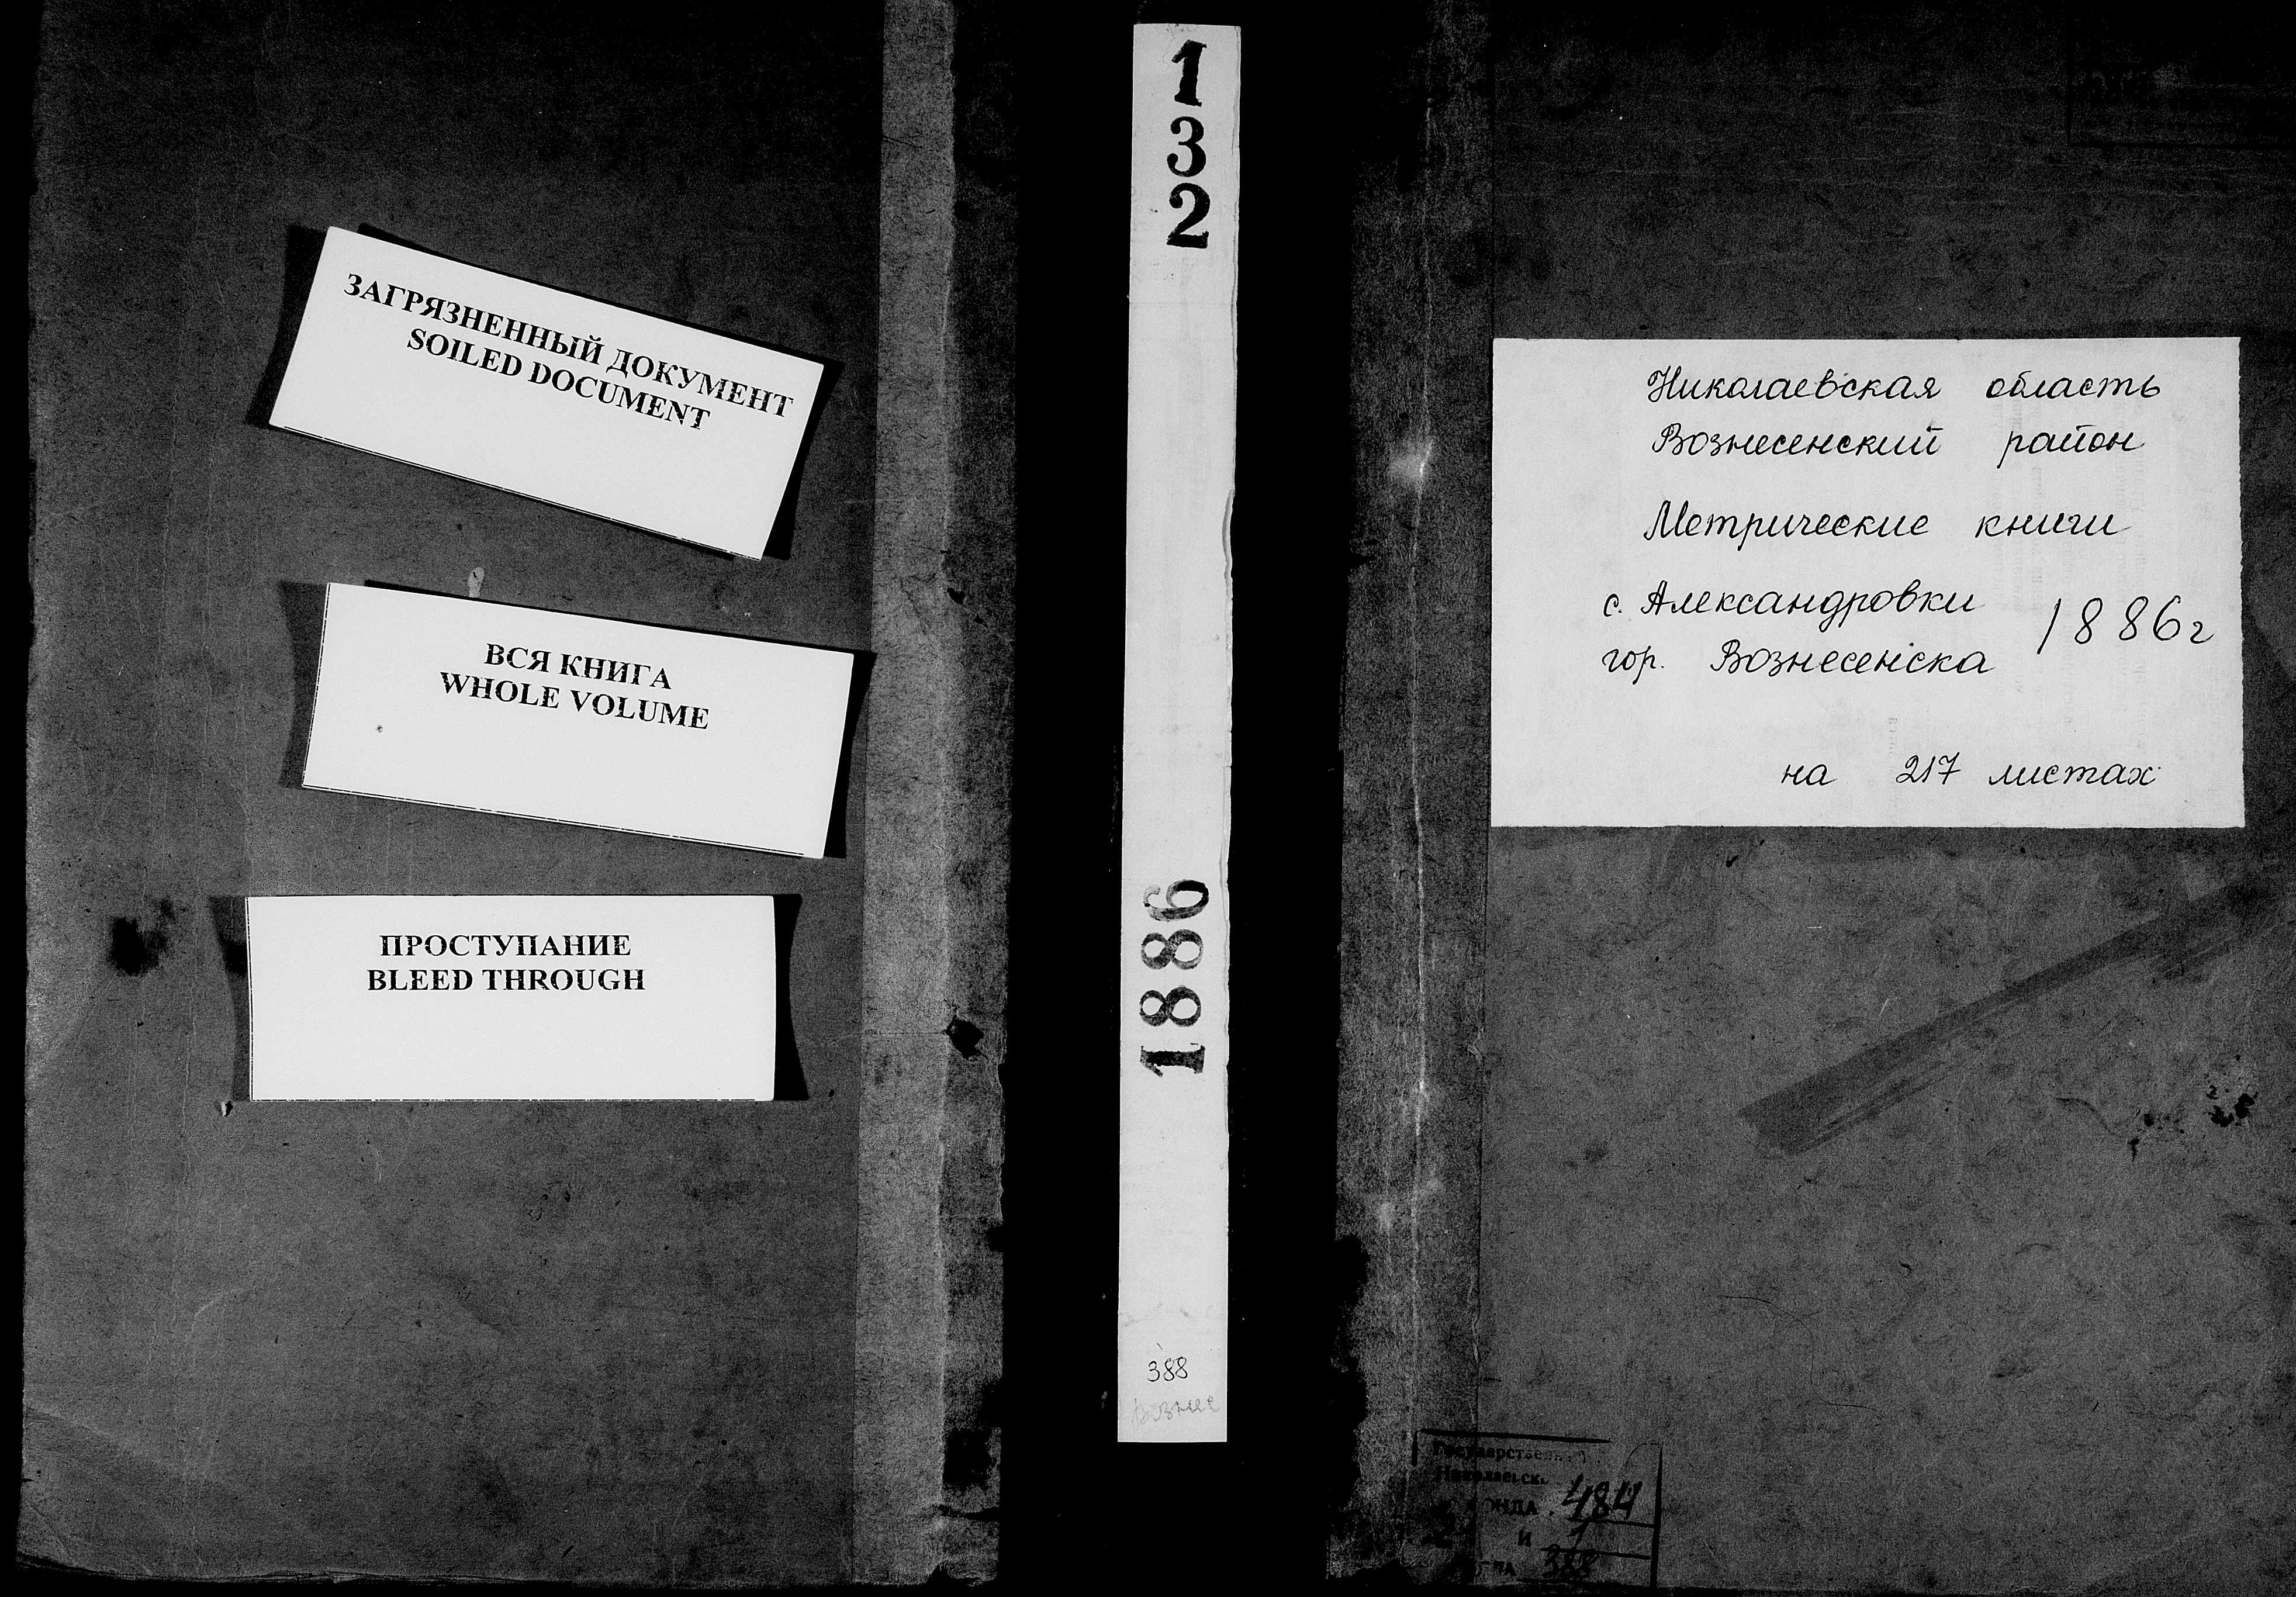 ЗАГРЯЗНЕННЫЙ ДОКУМЕНТ
SOILED DOCUMENT
ВСЯ КНИГА
WHOLE VOLUME
ПРОСТУПАНИЕ
BLEED THROUGH
1
3
2
1886
388
Николаевская область
Вознесенский район
Метрические книги
с. Александровки
гор. Вознесенска
1886г
на 217 листах
484
1
388